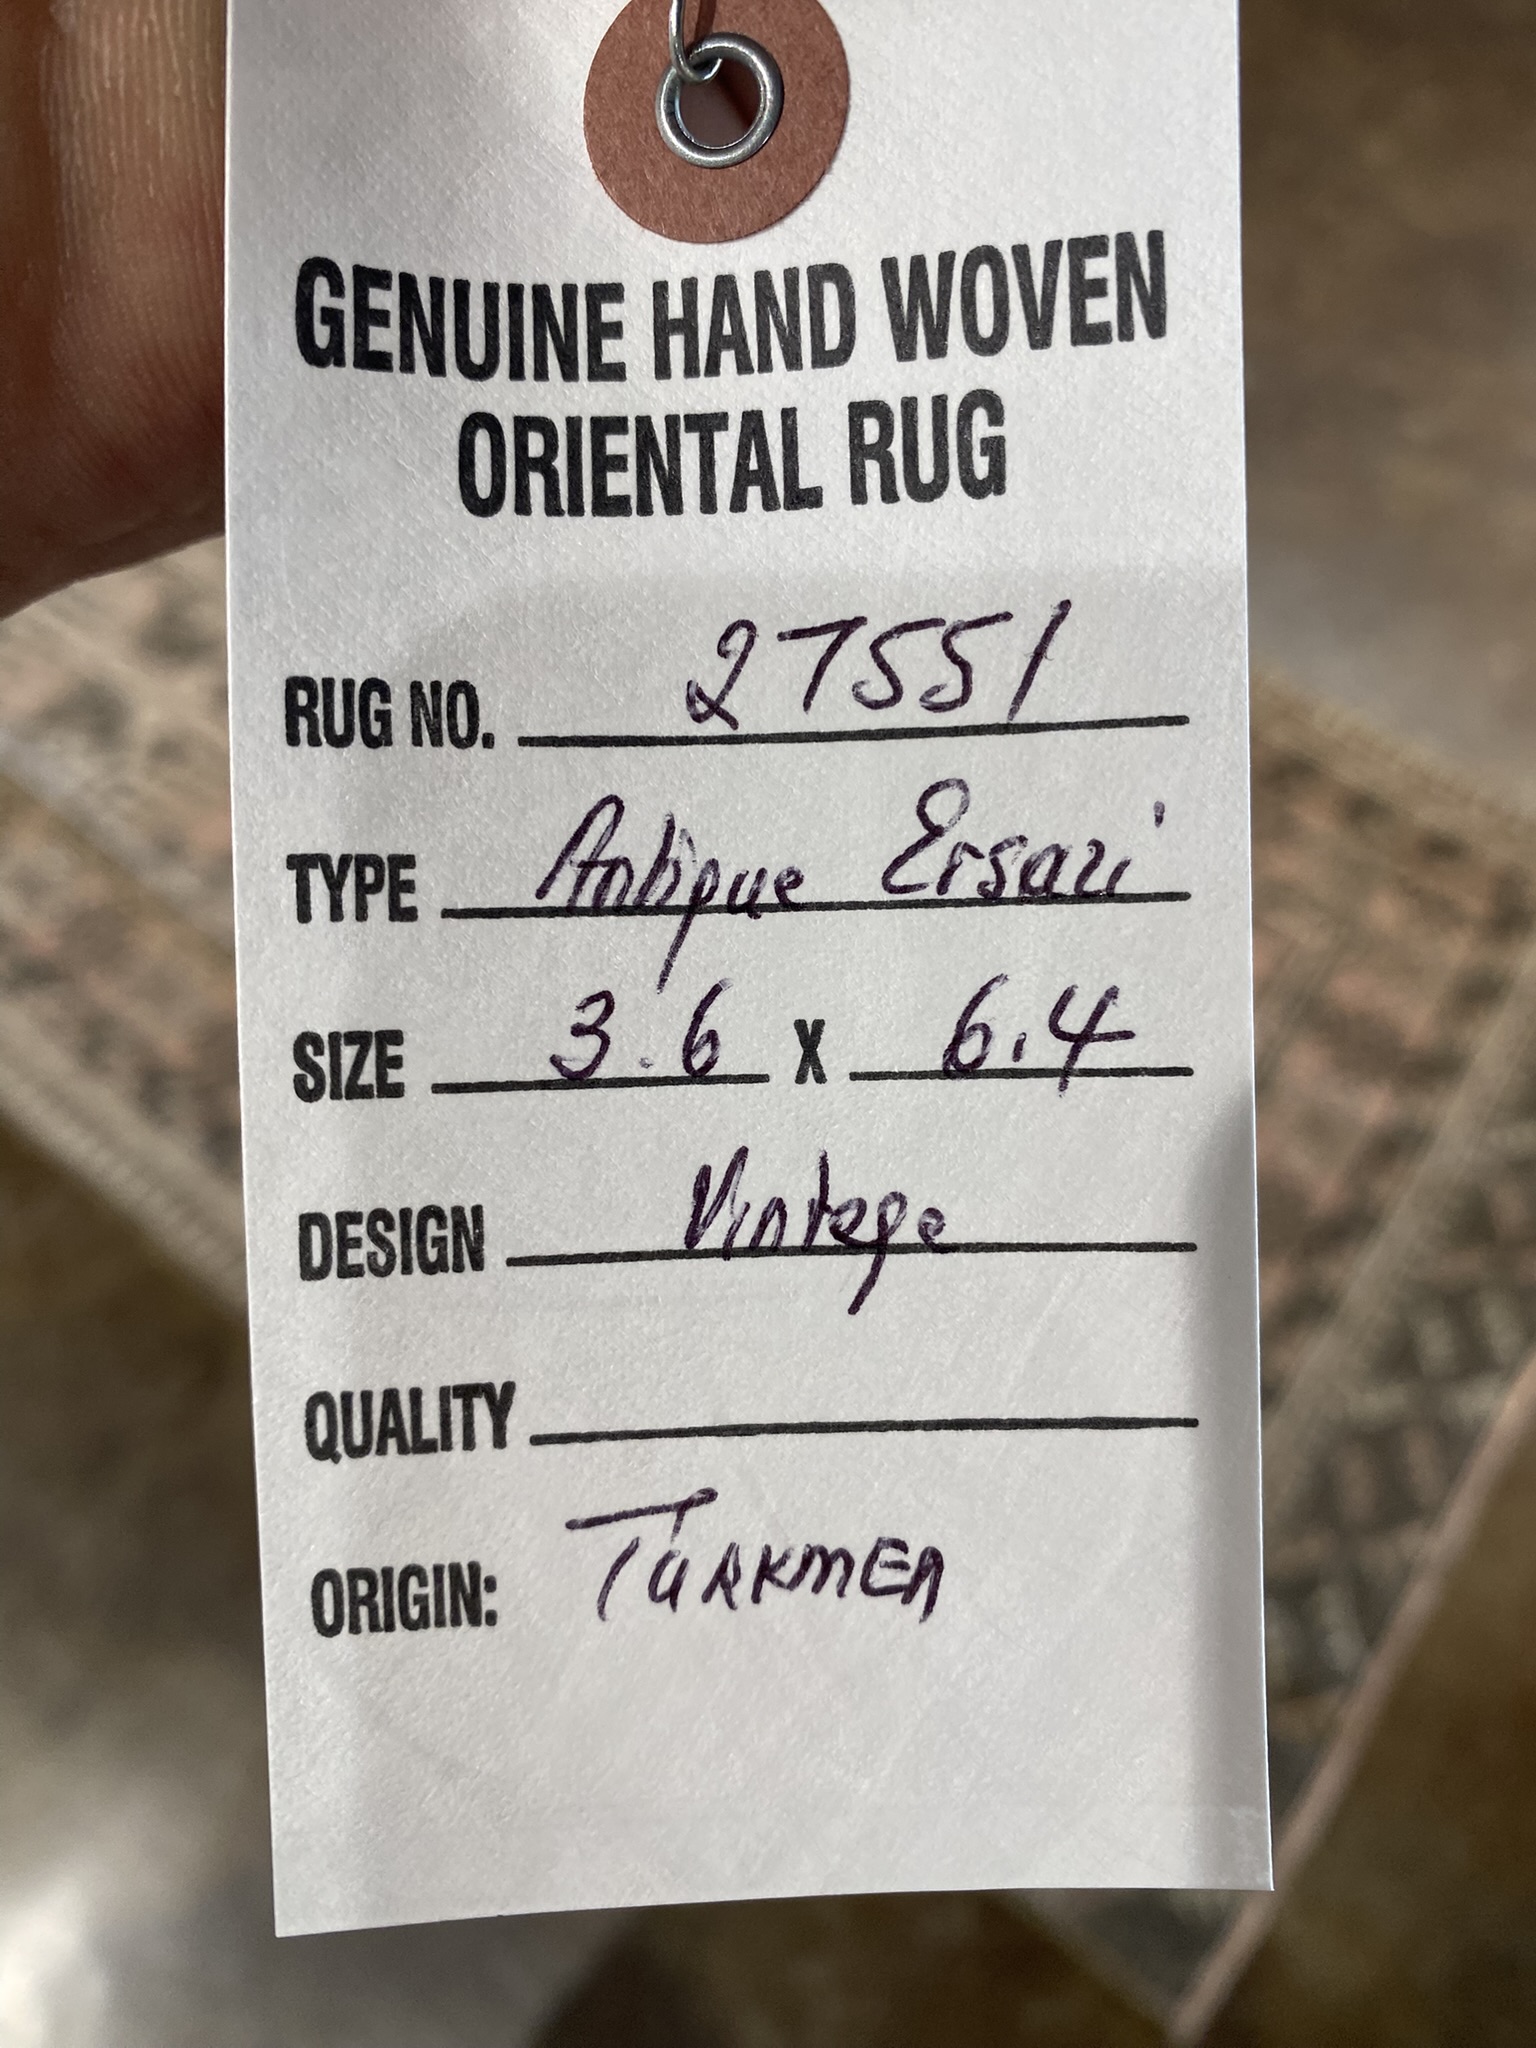 GENUINE HAND WOVEN
ORIENTAL RUG
RUG NO. 27551
TYPE Antique Ersari
SIZE 3.6 X 6.4
DESIGN Vintage
QUALITY
ORIGIN: TURKMEN